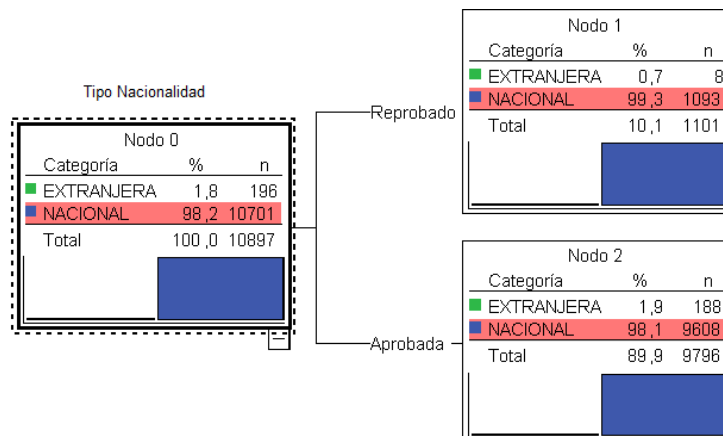 Tipo Nacionalidad
Nodo 0
Categoría % n
EXTRANJERA 1,8 196
NACIONAL 98,2 10701
Total 100,0 10897
Reprobado
Nodo 1
Categoría % n
EXTRANJERA 0,7 8
NACIONAL 99,3 1093
Total 10,1 1101
Aprobada
Nodo 2
Categoría % n
EXTRANJERA 1,9 188
NACIONAL 98,1 9608
Total 89,9 9796